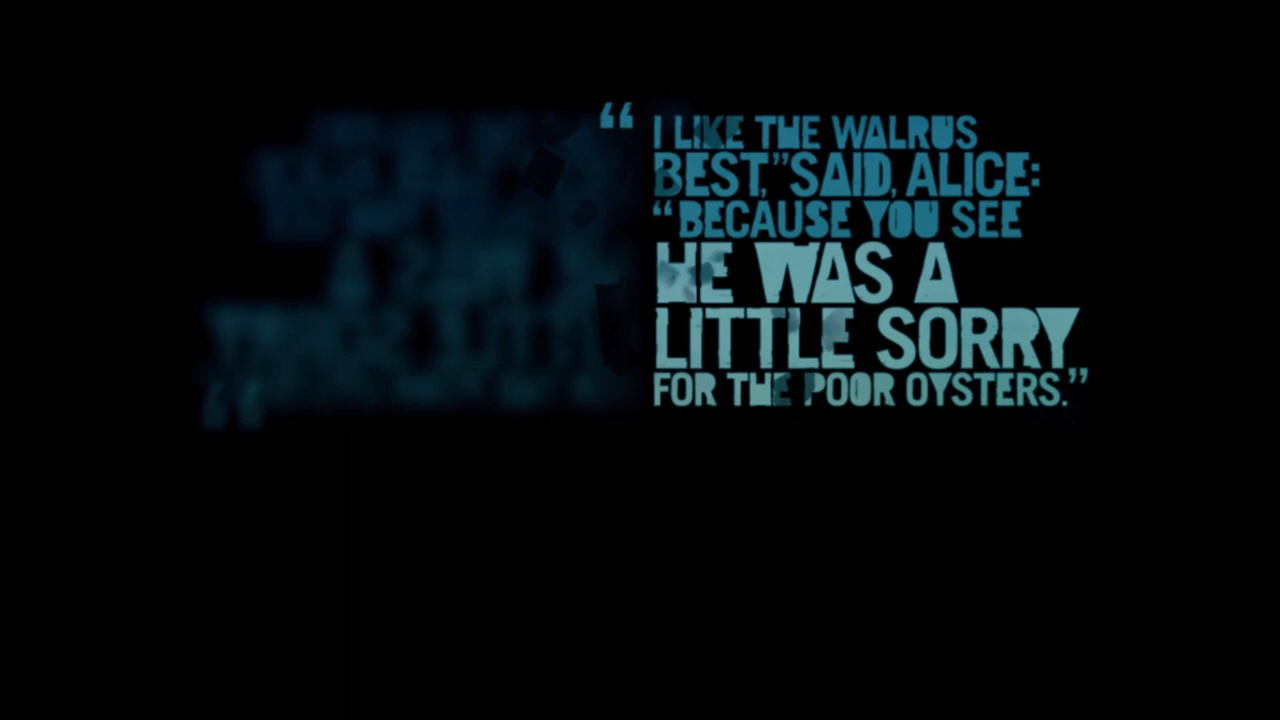 “ I LIKE THE WALRUS
BEST,” SAID, ALICE:
“BECAUSE YOU SEE
HE WAS A
LITTLE SORRY
FOR THE POOR OYSTERS.”